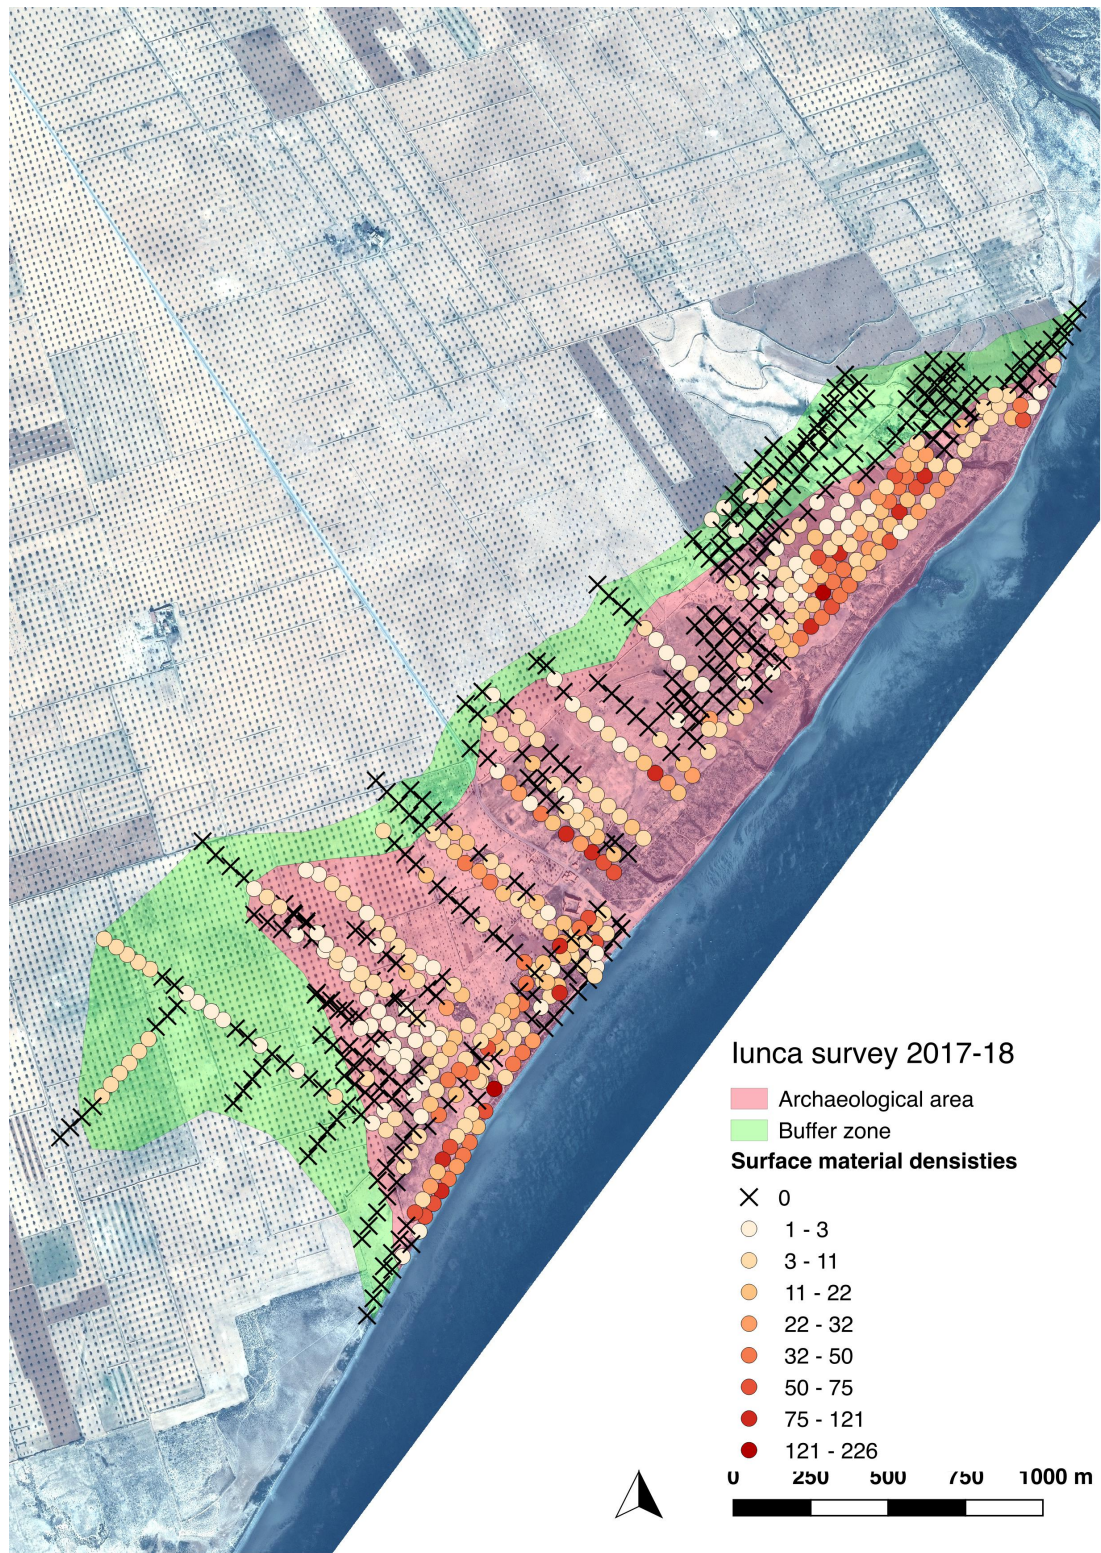 Iunca survey 2017-18
Archaeological area
Buffer zone
Surface material densisties
0
1 - 3
3 - 11
11 - 22
22 - 32
32 - 50
50 - 75
75 - 121
121 - 226
0 250 500 750 1000 m